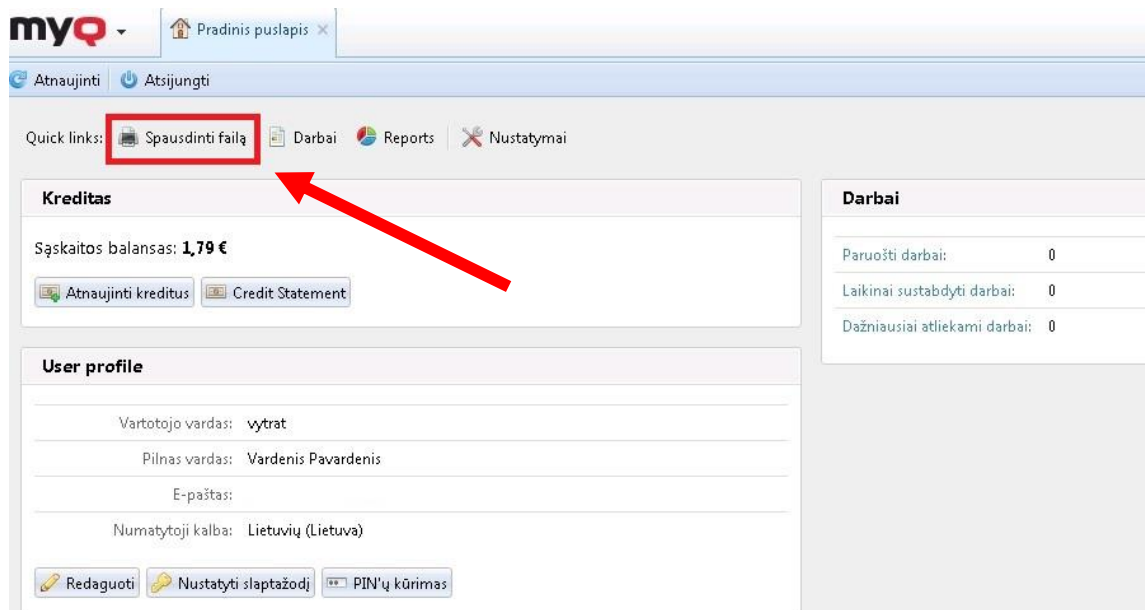 myQ
Pradinis puslapis
Atnaujinti Atsijungti
Quick links: Spausdinti failą Darbai Reports Nustatymai
Kreditas
Sąskaitos balansas: 1,79 €
Atnaujinti kreditus Credit Statement
Darbai
Paruošti darbai: 0
Laikinai sustabdyti darbai: 0
Dažniausiai atliekami darbai: 0
User profile
Vartotojo vardas: vytrat
Pilnas vardas: Vardenis Pavardenis
E-paštas:
Numatytoji kalba: Lietuvių (Lietuva)
Redaguoti Nustatyti slaptažodį PIN'ų kūrimas